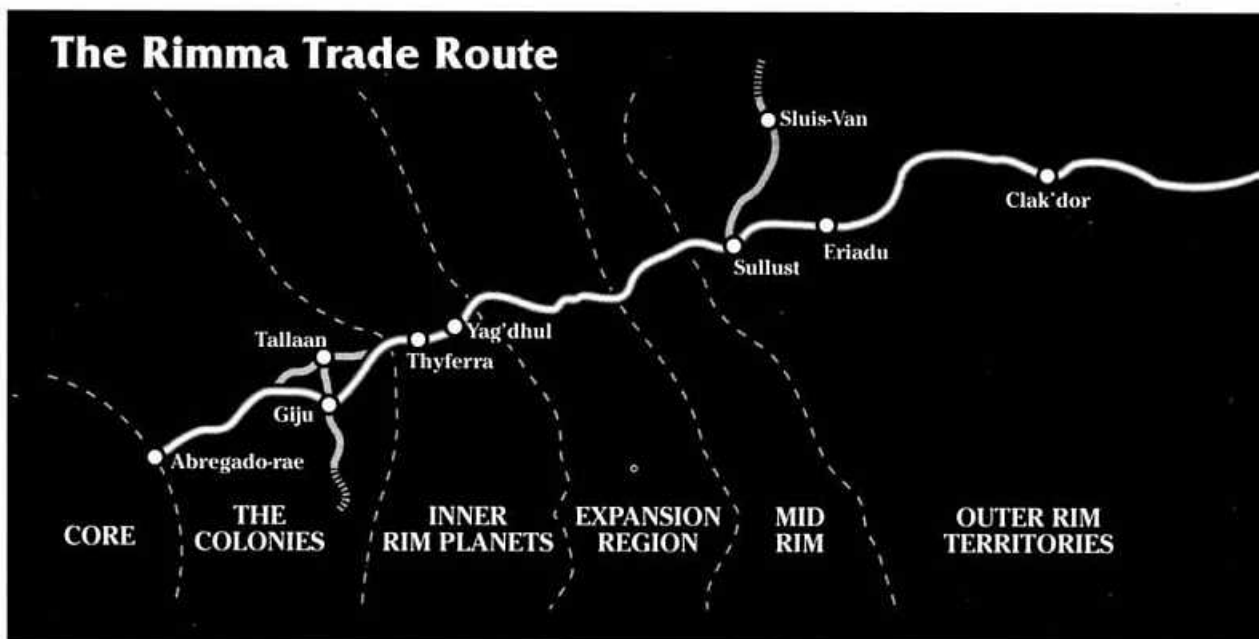 The Rimma Trade Route
Sluis-Van
Clak'dor
Eriadu
Sullust
Yag'dhul
Tallaan
Thyferra
Giju
Abregado-rae
CORE
THE
COLONIES
INNER
RIM PLANETS
EXPANSION
REGION
MID
RIM
OUTER RIM
TERRITORIES